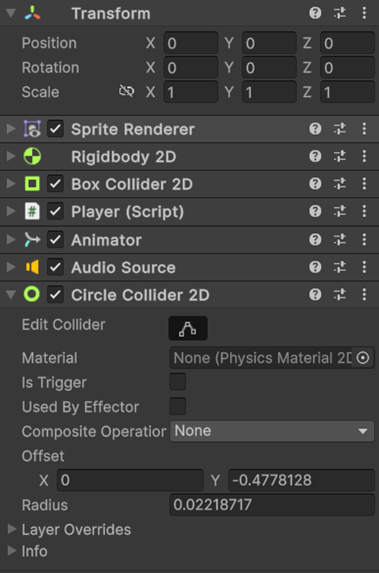 Transform
Position X 0 Y 0 Z 0
Rotation X 0 Y 0 Z 0
Scale X 1 Y 1 Z 1
Sprite Renderer
Rigidbody 2D
Box Collider 2D
# Player (Script)
Animator
Audio Source
Circle Collider 2D
Edit Collider
Material None (Physics Material 2D
Is Trigger
Used By Effector
Composite Operation None
Offset
X 0 Y -0.4778128
Radius 0.02218717
Layer Overrides
Info